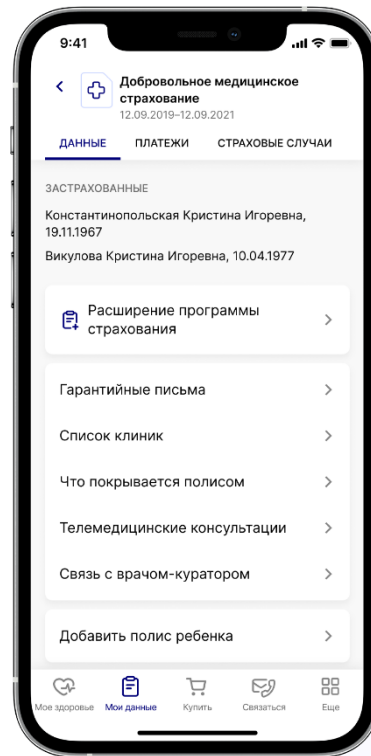 9:41
Добровольное медицинское
страхование
12.09.2019–12.09.2021
ДАННЫЕ ПЛАТЕЖИ СТРАХОВЫЕ СЛУЧАИ
ЗАСТРАХОВАННЫЕ
Константинопольская Кристина Игоревна,
19.11.1967
Викулова Кристина Игоревна, 10.04.1977
Расширение программы
страхования
Гарантийные письма
Список клиник
Что покрывается полисом
Телемедицинские консультации
Связь с врачом-куратором
Добавить полис ребенка
Мое здоровье Мои данные Купить Связаться Еще